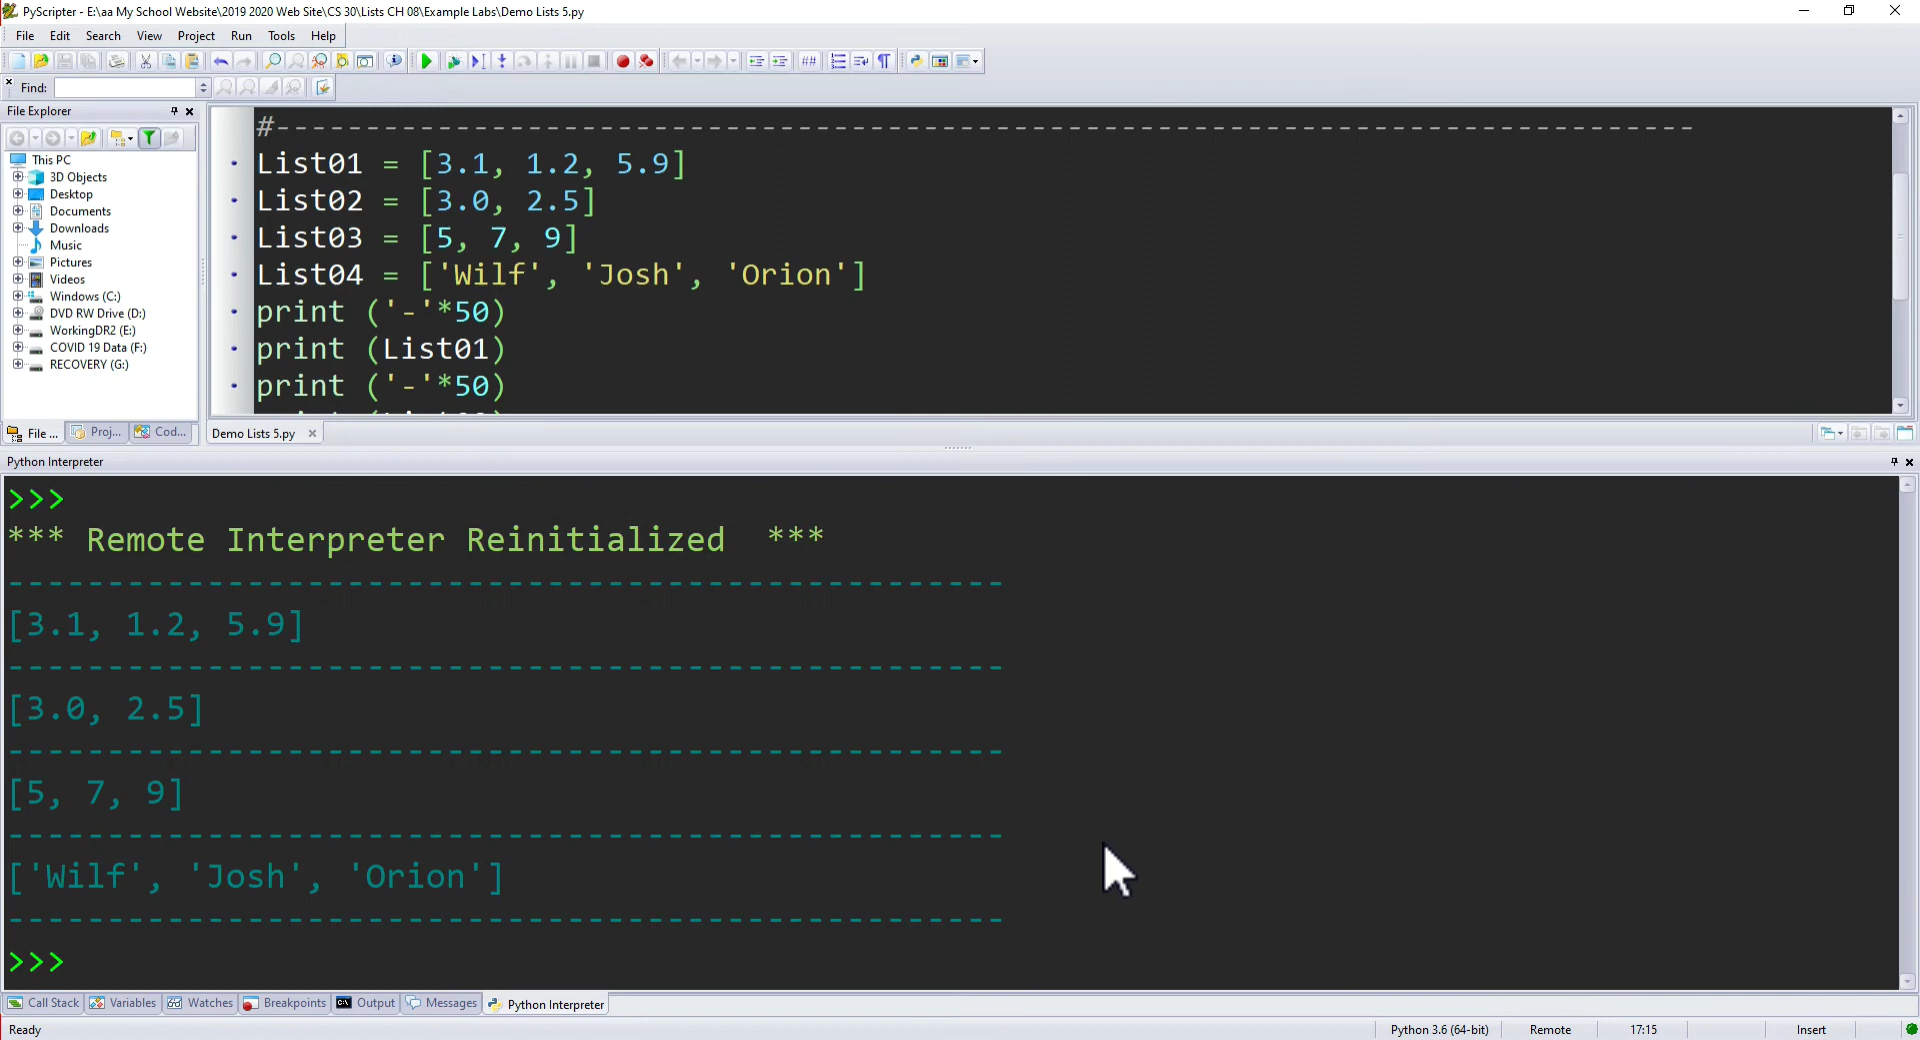 PyScripter - E:\aa My School Website\2019 2020 Web Site\CS 30\Lists CH 08\Example Labs\Demo Lists 5.py
File Edit Search View Project Run Tools Help
Find:
File Explorer
This PC
3D Objects
Desktop
Documents
Downloads
Music
Pictures
Videos
Windows (C:)
DVD RW Drive (D:)
WorkingDR2 (E:)
COVID 19 Data (F:)
RECOVERY (G:)
File ... Proj... Cod...
#-------------------------------------------------------------------------------
List01 = [3.1, 1.2, 5.9]
List02 = [3.0, 2.5]
List03 = [5, 7, 9]
List04 = ['Wilf', 'Josh', 'Orion']
print ('-'*50)
print (List01)
print ('-'*50)
Demo Lists 5.py
Python Interpreter
>>>
*** Remote Interpreter Reinitialized  ***
--------------------------------------------------
[3.1, 1.2, 5.9]
--------------------------------------------------
[3.0, 2.5]
--------------------------------------------------
[5, 7, 9]
--------------------------------------------------
['Wilf', 'Josh', 'Orion']
--------------------------------------------------
>>>
Call Stack Variables Watches Breakpoints Output Messages Python Interpreter
Ready Python 3.6 (64-bit) Remote 17:15 Insert